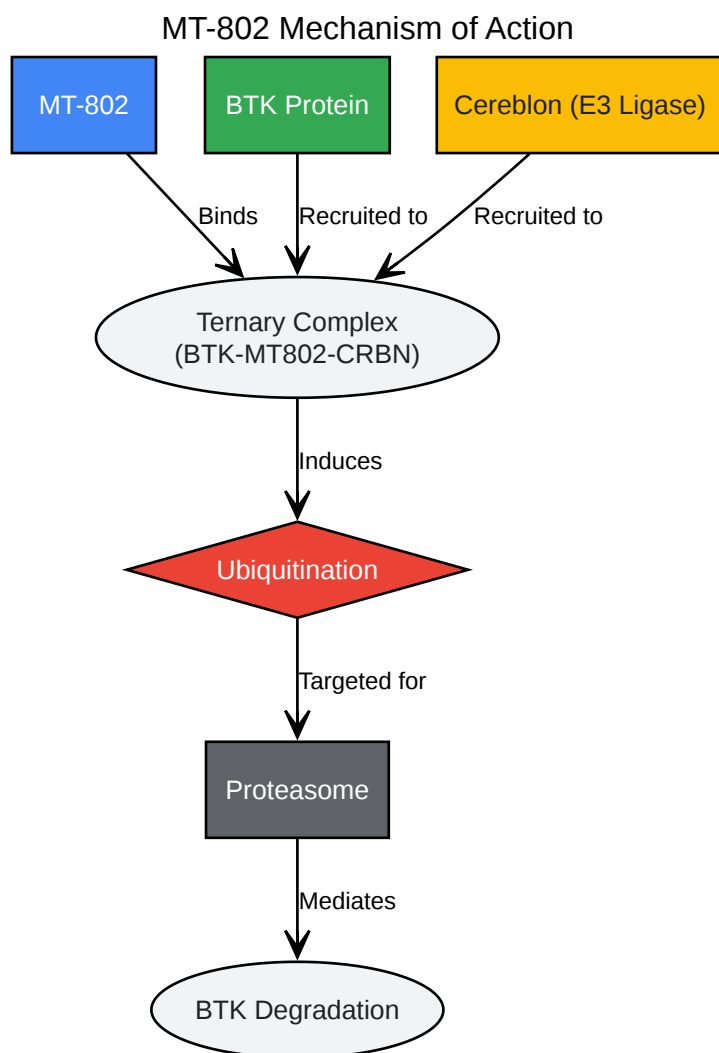 MT-802 Mechanism of Action
MT-802
BTK Protein
Cereblon (E3 Ligase)
Binds
Recruited to
Recruited to
Ternary Complex
(BTK-MT802-CRBN)
Induces
Ubiquitination
Targeted for
Proteasome
Mediates
BTK Degradation